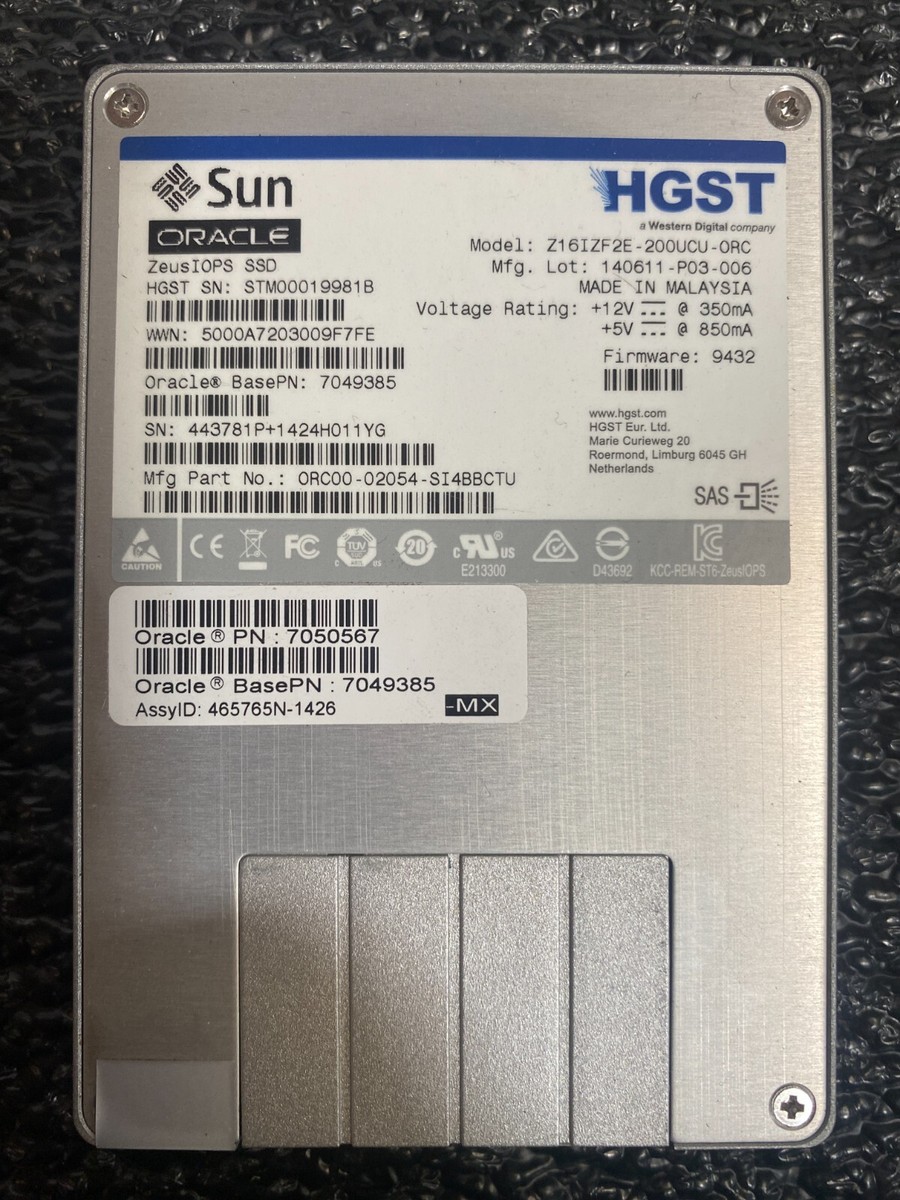 Sun
ORACLE
ZeusIOPS SSD
HGST SN: STM00019981B
WWN: 5000A7203009F7FE
Oracle® BasePN: 7049385
SN: 443781P+1424H011YG
Mfg Part No.: ORC00-02054-SI4BBCTU
HGST
a Western Digital company
Model: Z16IZF2E-200UCU-ORC
Mfg. Lot: 140611-P03-006
MADE IN MALAYSIA
Voltage Rating: +12V @ 350mA
+5V @ 850mA
Firmware: 9432
www.hgst.com
HGST Eur. Ltd.
Marie Curieweg 20
Roermond, Limburg 6045 GH
Netherlands
SAS
CAUTION
CE FC TÜV 20 c RU® US
E213300
D43692
KCC-REM-ST6-ZeusIOPS
Oracle® PN : 7050567
Oracle® BasePN : 7049385
AssyID: 465765N-1426
-MX